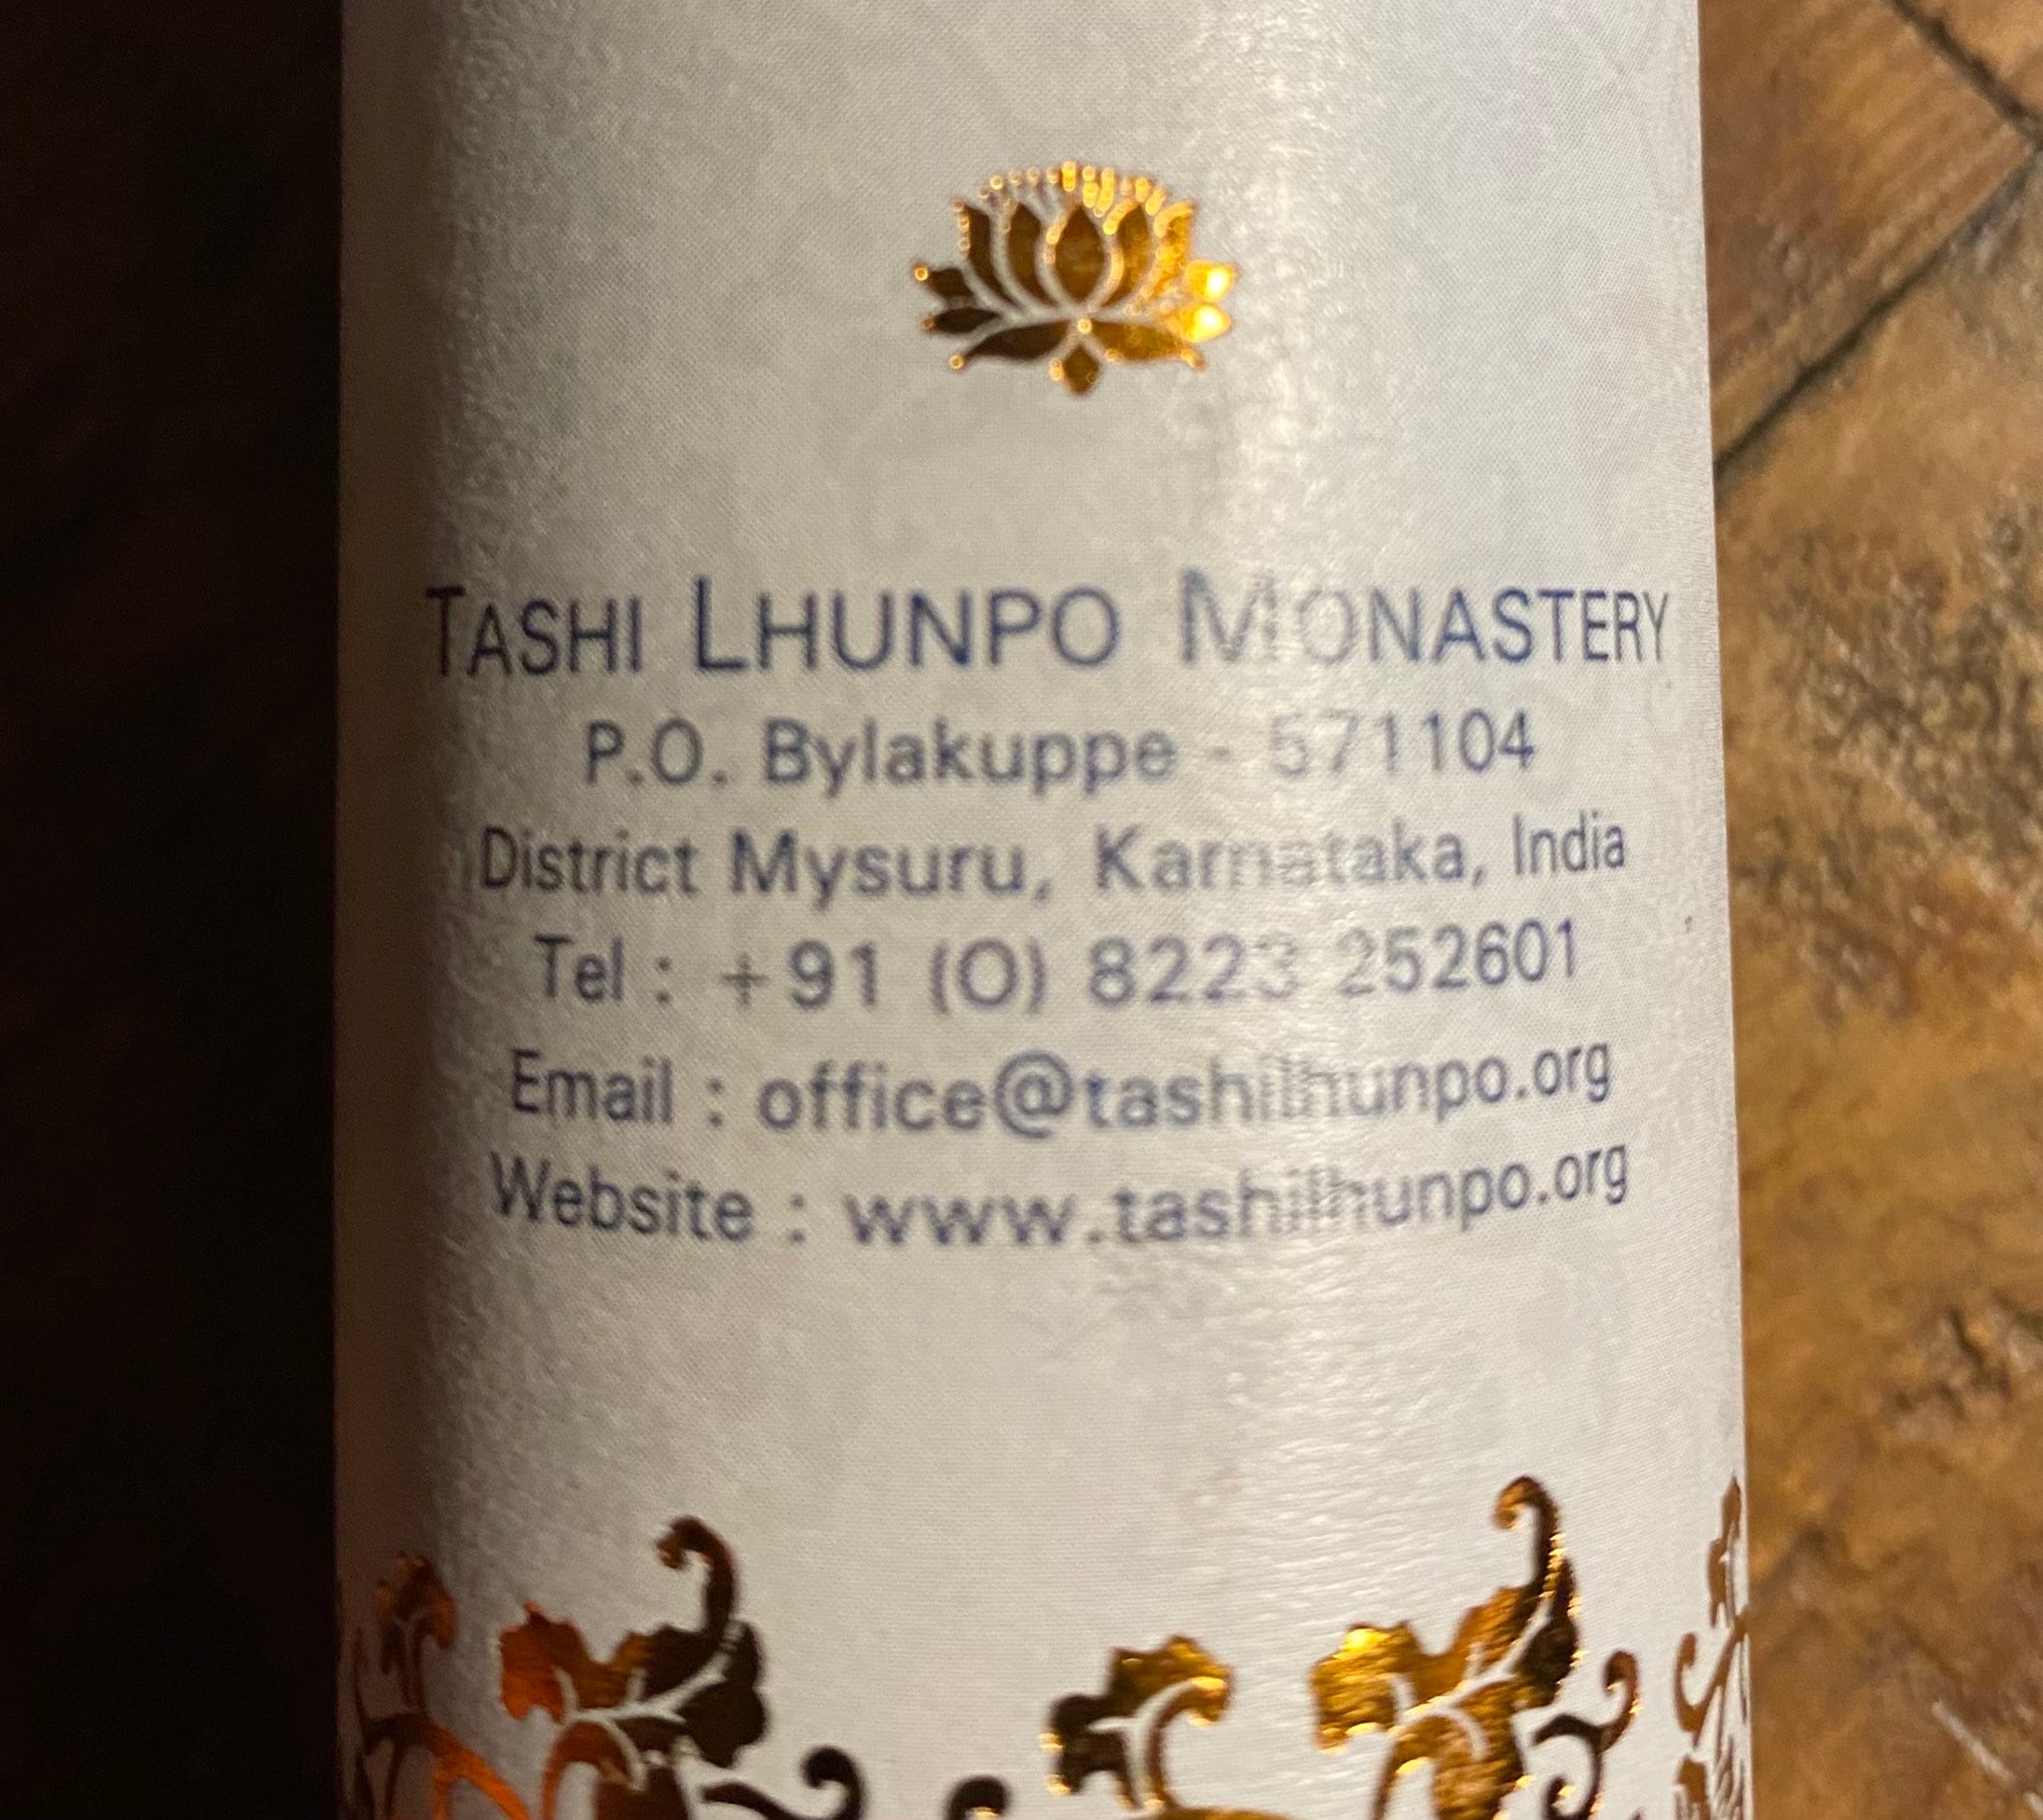 TASHI LHUNPO MONASTERY
P.O. Bylakuppe - 571104
District Mysuru, Karnataka, India
Tel : +91 (O) 8223 252601
Email : office@tashilhunpo.org
Website : www.tashilhunpo.org